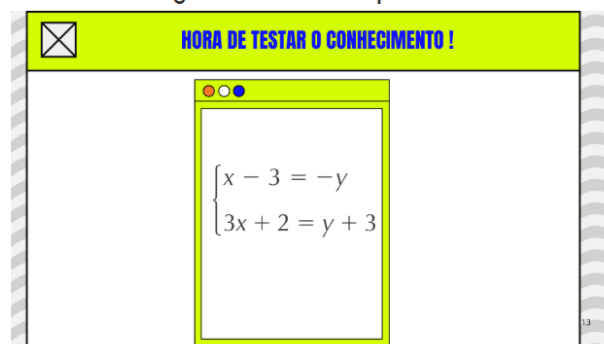 HORA DE TESTAR O CONHECIMENTO !
x − 3 = −y
3x + 2 = y + 3
13